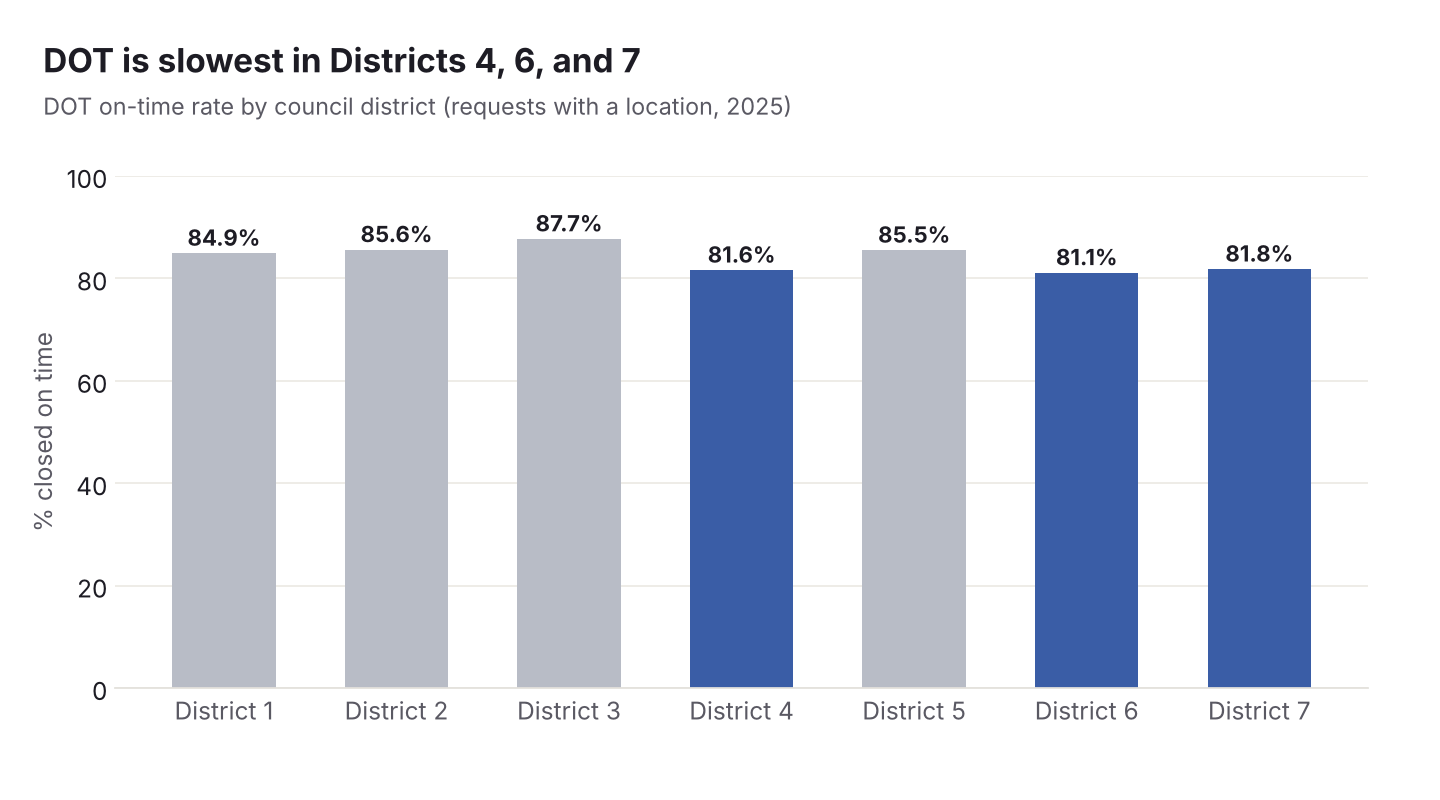 DOT is slowest in Districts 4, 6, and 7
DOT on-time rate by council district (requests with a location, 2025)
% closed on time
100
80
60
40
20
0
84.9%
85.6%
87.7%
81.6%
85.5%
81.1%
81.8%
District 1
District 2
District 3
District 4
District 5
District 6
District 7